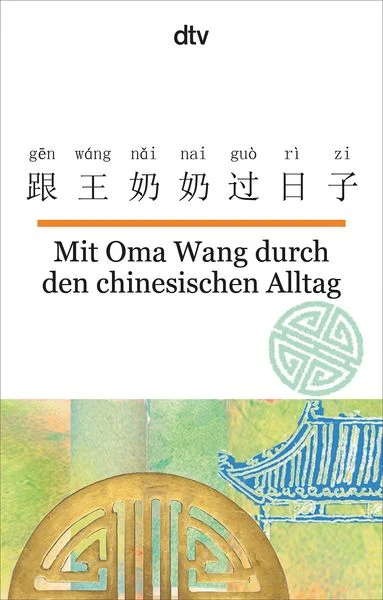 dtv
gēn wáng nǎi nai guò rì zi
跟王奶奶过日子
Mit Oma Wang durch
den chinesischen Alltag